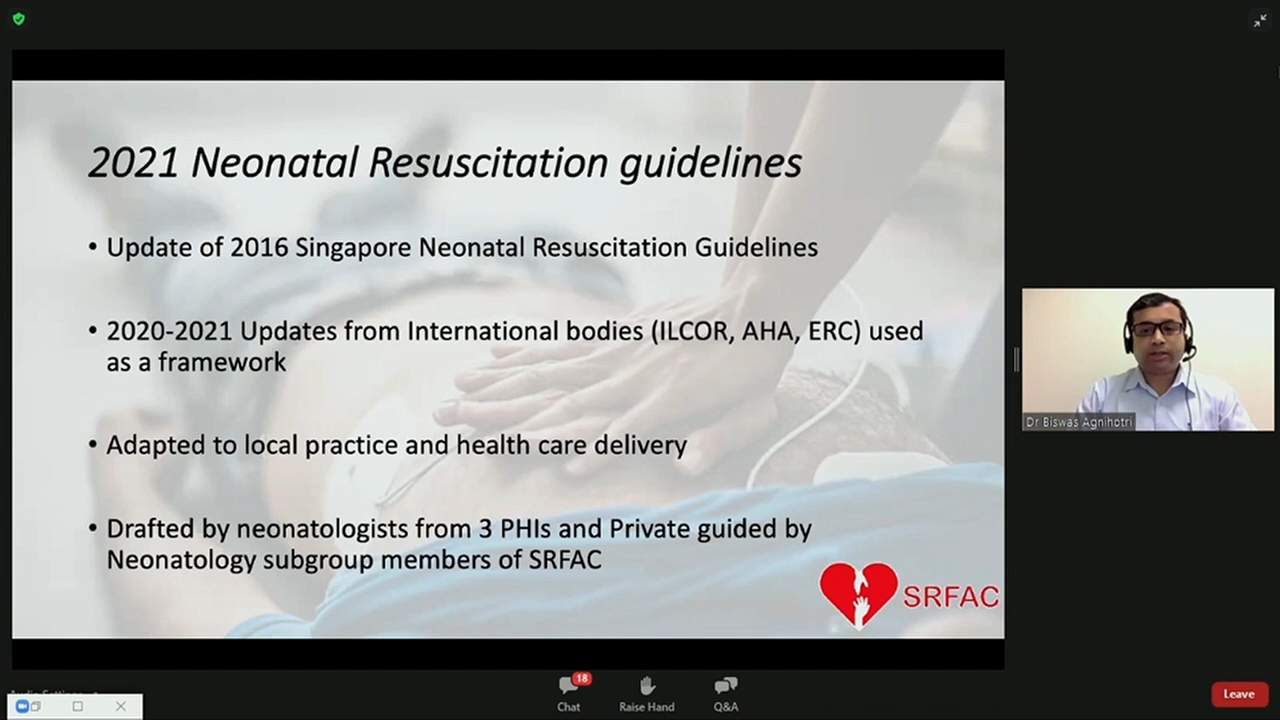 2021 Neonatal Resuscitation guidelines
• Update of 2016 Singapore Neonatal Resuscitation Guidelines
• 2020-2021 Updates from International bodies (ILCOR, AHA, ERC) used
as a framework
• Adapted to local practice and health care delivery
• Drafted by neonatologists from 3 PHIs and Private guided by
Neonatology subgroup members of SRFAC
SRFAC
Dr Biswas Agnihotri
18
Chat
Raise Hand
Q&A
Leave